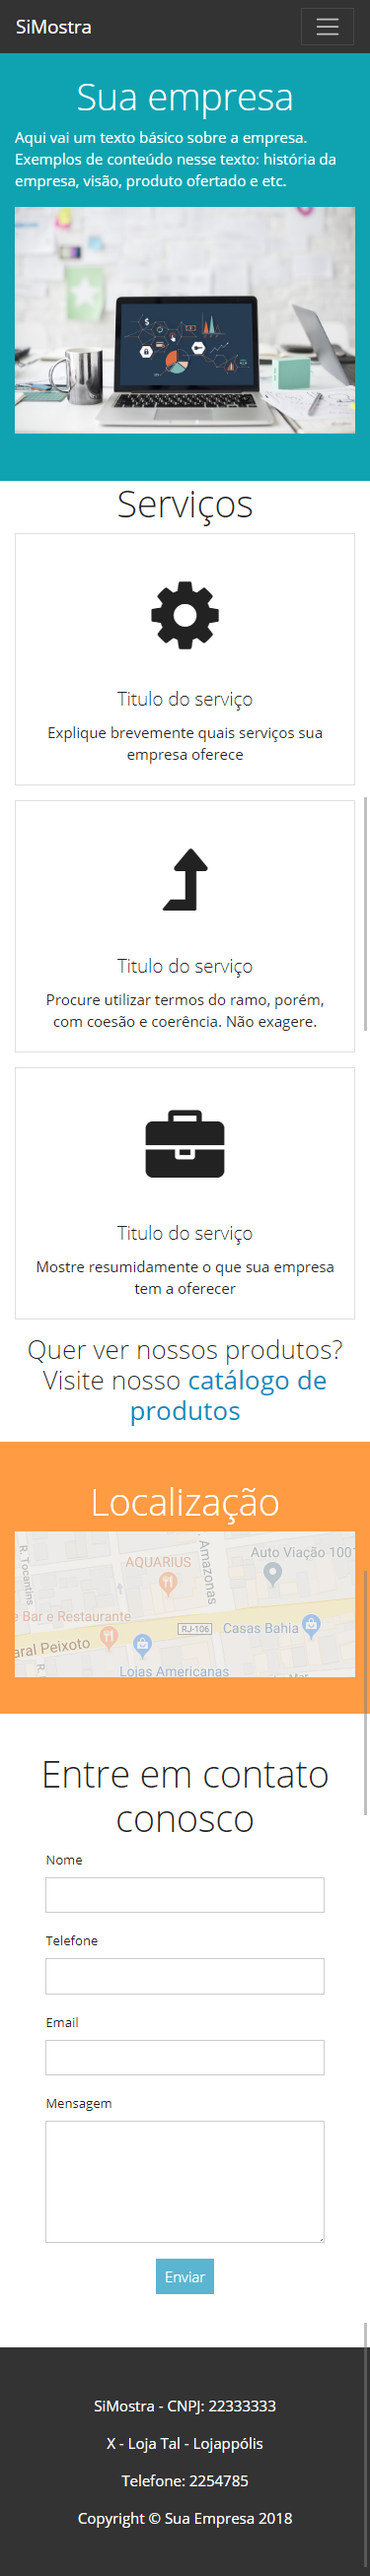 SiMostra
Sua empresa
Aqui vai um texto básico sobre a empresa.
Exemplos de conteúdo nesse texto: história da
empresa, visão, produto ofertado e etc.
Serviços
Titulo do serviço
Explique brevemente quais serviços sua
empresa oferece
Titulo do serviço
Procure utilizar termos do ramo, porém,
com coesão e coerência. Não exagere.
Titulo do serviço
Mostre resumidamente o que sua empresa
tem a oferecer
Quer ver nossos produtos?
Visite nosso catálogo de
produtos
Localização
R. Tocantins
AQUARIUS
Amazonas
Auto Viação 1001
e Bar e Restaurante
RJ-106
Casas Bahia
aral Peixoto
Lojas Americanas
Entre em contato
conosco
Nome
Telefone
Email
Mensagem
Enviar
SiMostra - CNPJ: 22333333
X - Loja Tal - Lojappólis
Telefone: 2254785
Copyright © Sua Empresa 2018